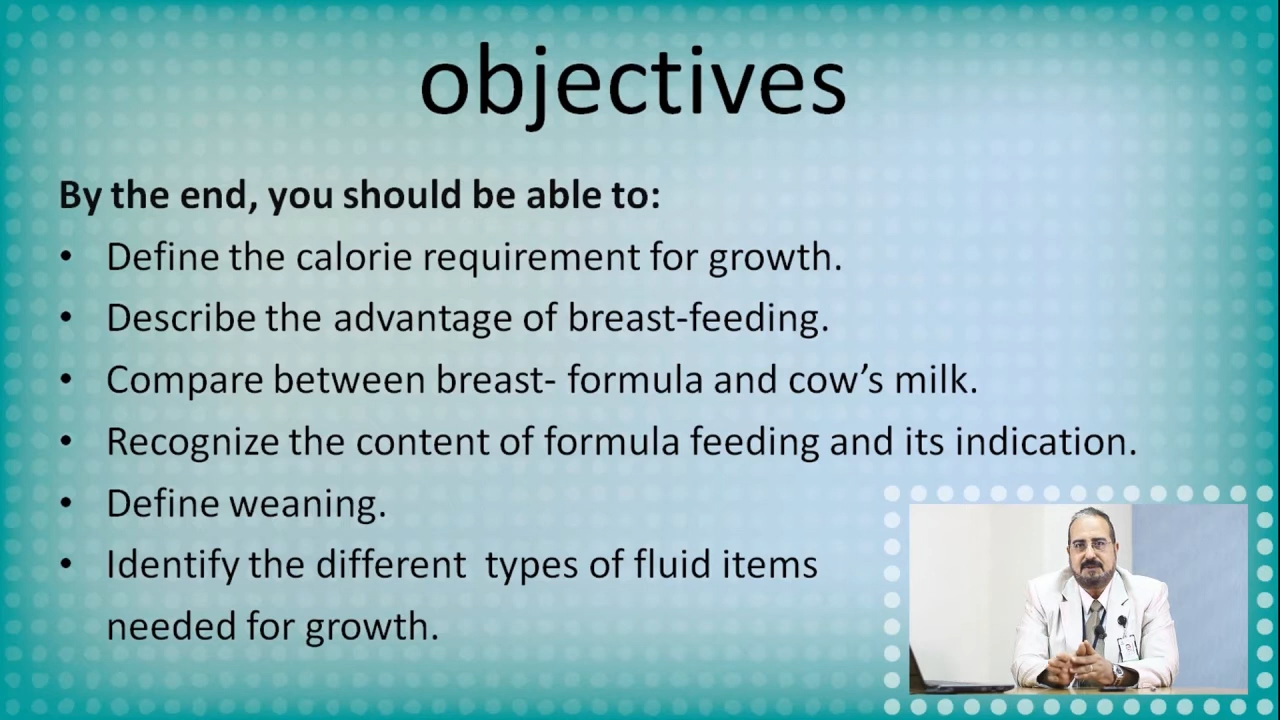 objectives
By the end, you should be able to:
• Define the calorie requirement for growth.
• Describe the advantage of breast-feeding.
• Compare between breast- formula and cow’s milk.
• Recognize the content of formula feeding and its indication.
• Define weaning.
• Identify the different  types of fluid items
needed for growth.